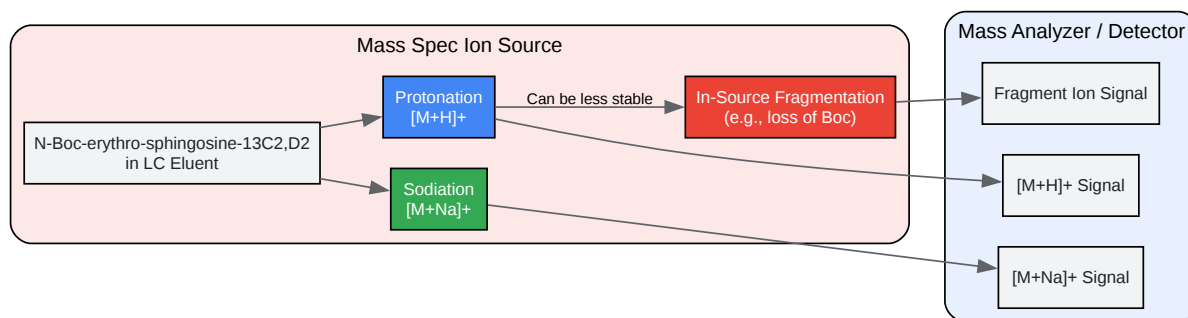 Mass Spec Ion Source
Mass Analyzer / Detector
N-Boc-erythro-sphingosine-13C2,D2
in LC Eluent
Protonation
[M+H]+
Can be less stable
In-Source Fragmentation
(e.g., loss of Boc)
Sodiation
[M+Na]+
Fragment Ion Signal
[M+H]+ Signal
[M+Na]+ Signal